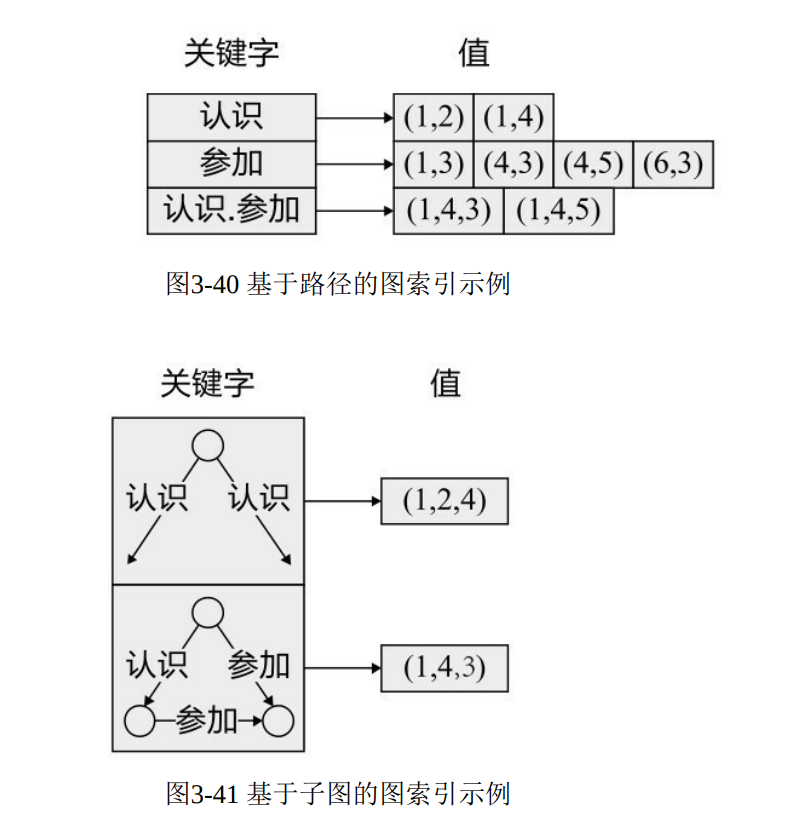 关键字 值
认识 (1,2) (1,4)
参加 (1,3) (4,3) (4,5) (6,3)
认识.参加 (1,4,3) (1,4,5)
图3-40 基于路径的图索引示例
关键字 值
认识 认识 (1,2,4)
认识 参加 (1,4,3)
参加
图3-41 基于子图的图索引示例